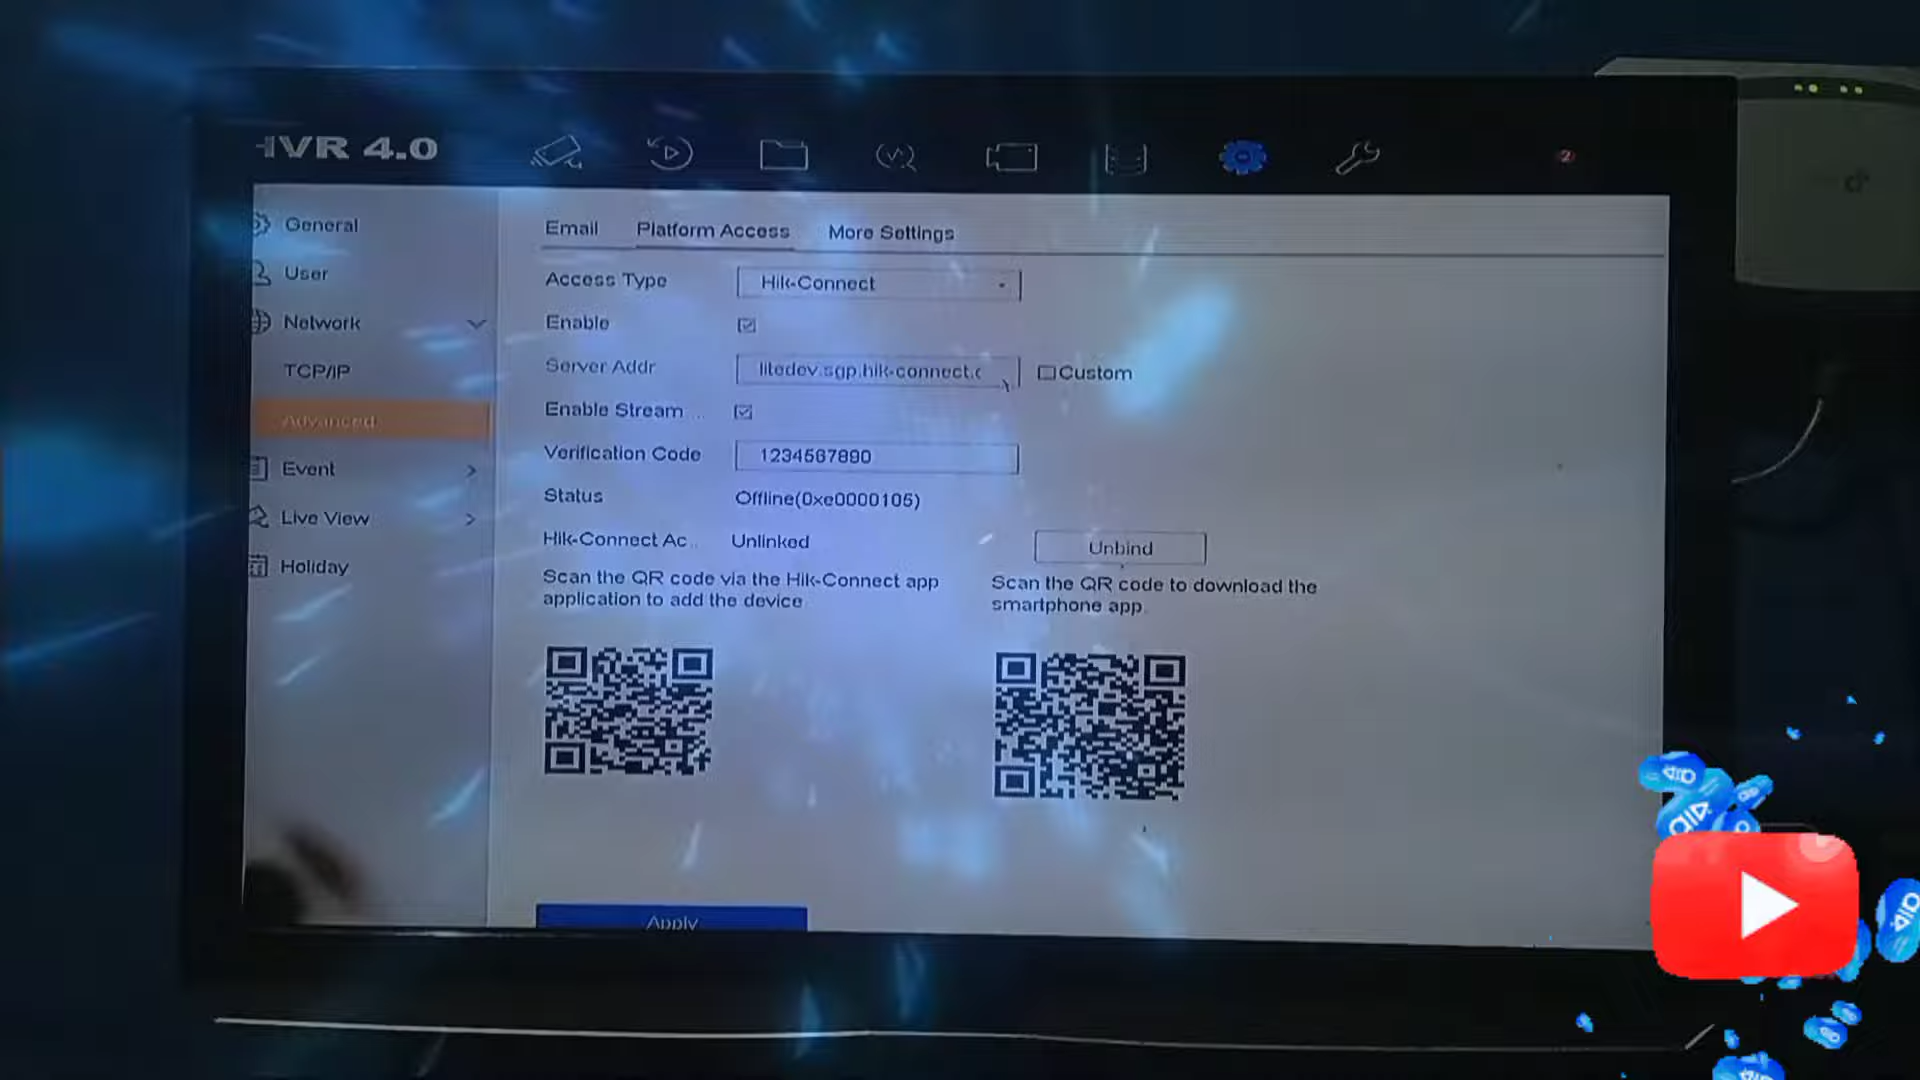 IVR 4.0
2
General
User
Network
TCP/IP
Advanced
Event
Live View
Holiday
Email Platform Access More Settings
Access Type Hik-Connect
Enable
Server Addr litedev.sgp.hik-connect.c Custom
Enable Stream ...
Verification Code 1234567890
Status Offline(0xe0000105)
Hik-Connect Ac... Unlinked Unbind
Scan the QR code via the Hik-Connect app
application to add the device
Scan the QR code to download the
smartphone app.
Apply